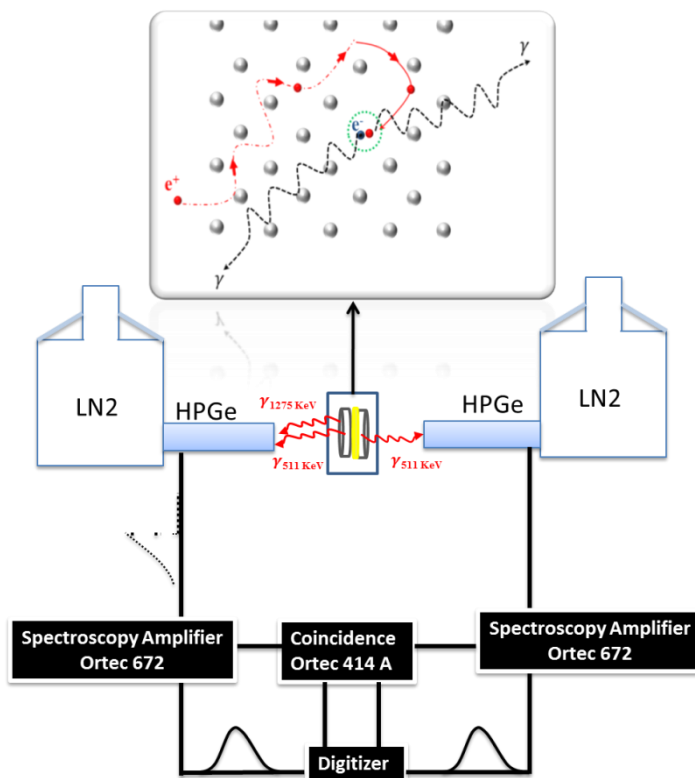 γ
e⁻
e⁺
γ
LN2
HPGe
γ1275 KeV
γ511 KeV
γ511 KeV
HPGe
LN2
Spectroscopy Amplifier
Ortec 672
Coincidence
Ortec 414 A
Spectroscopy Amplifier
Ortec 672
Digitizer